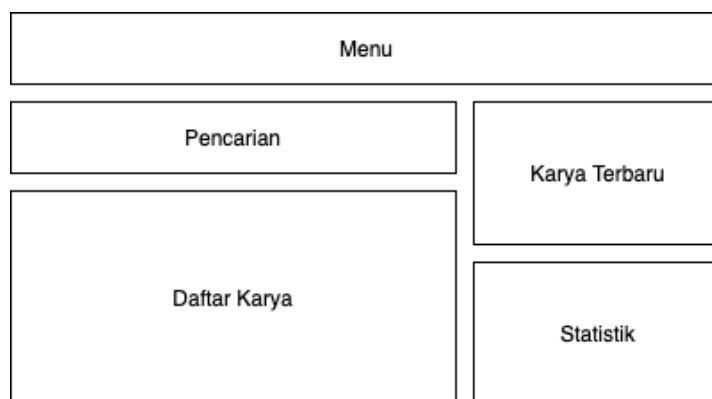 Menu
Pencarian
Karya Terbaru
Daftar Karya
Statistik